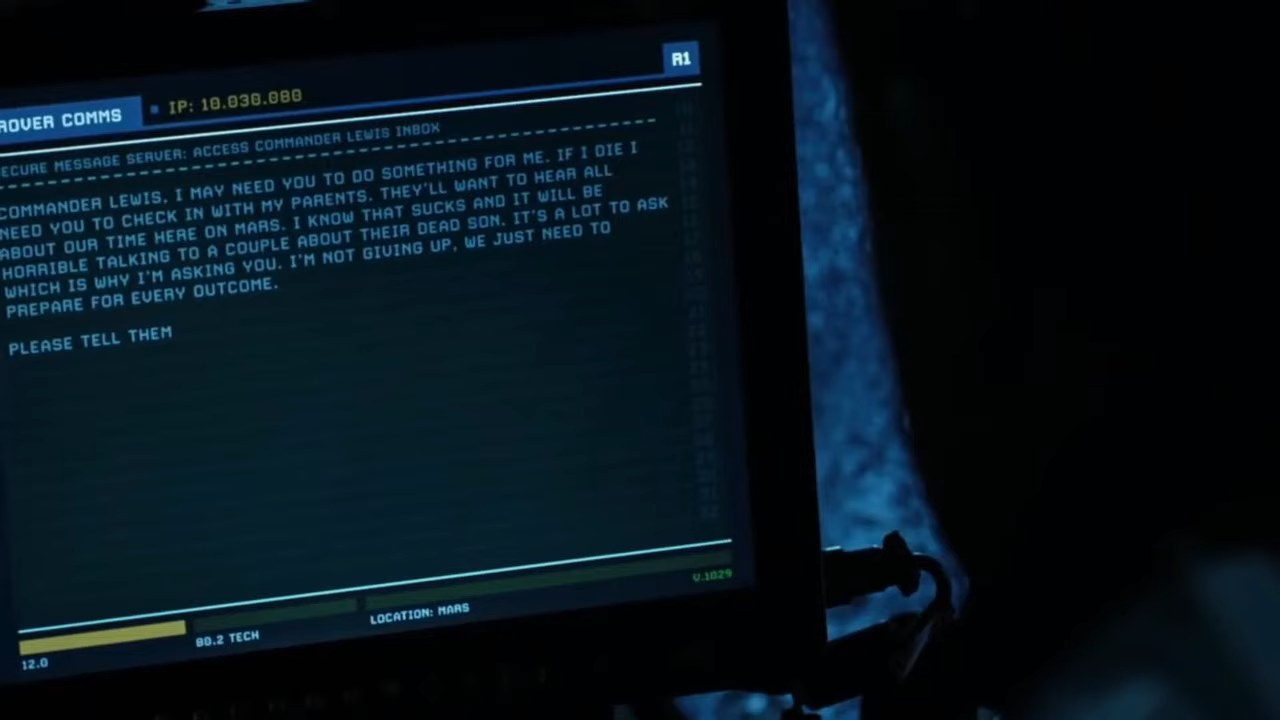 R1
ROVER COMMS
IP: 10.030.080
ECURE MESSAGE SERVER: ACCESS COMMANDER LEWIS INBOX
COMMANDER LEWIS, I MAY NEED YOU TO DO SOMETHING FOR ME. IF I DIE I
NEED YOU TO CHECK IN WITH MY PARENTS. THEY'LL WANT TO HEAR ALL
ABOUT OUR TIME HERE ON MARS. I KNOW THAT SUCKS AND IT WILL BE
HORRIBLE TALKING TO A COUPLE ABOUT THEIR DEAD SON. IT'S A LOT TO ASK
WHICH IS WHY I'M ASKING YOU. I'M NOT GIVING UP, WE JUST NEED TO
PREPARE FOR EVERY OUTCOME.
PLEASE TELL THEM
V.1029
12.0
80.2 TECH
LOCATION: MARS